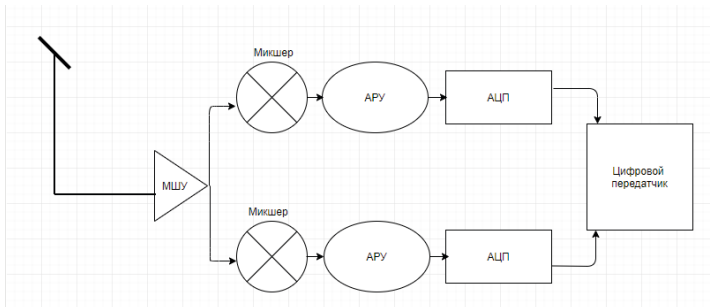 Микшер
АРУ
АЦП
МШУ
Цифровой
передатчик
Микшер
АРУ
АЦП